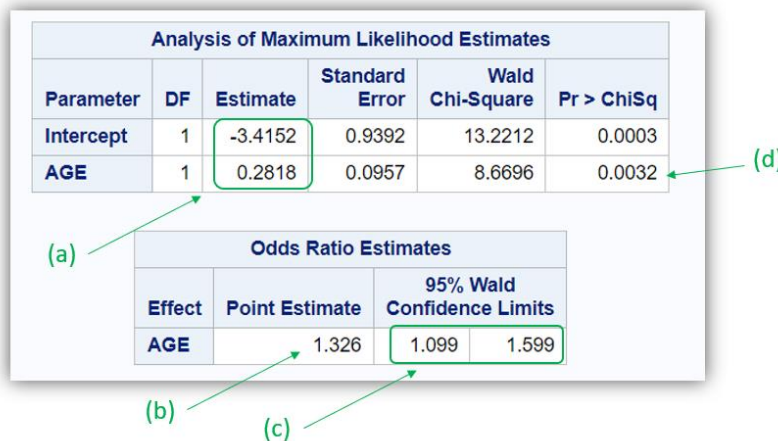 Analysis of Maximum Likelihood Estimates
Parameter DF Estimate Standard Error Wald Chi-Square Pr > ChiSq
Intercept 1 -3.4152 0.9392 13.2212 0.0003
AGE 1 0.2818 0.0957 8.6696 0.0032
(d)
(a)
Odds Ratio Estimates
Effect Point Estimate 95% Wald Confidence Limits
AGE 1.326 1.099 1.599
(b)
(c)